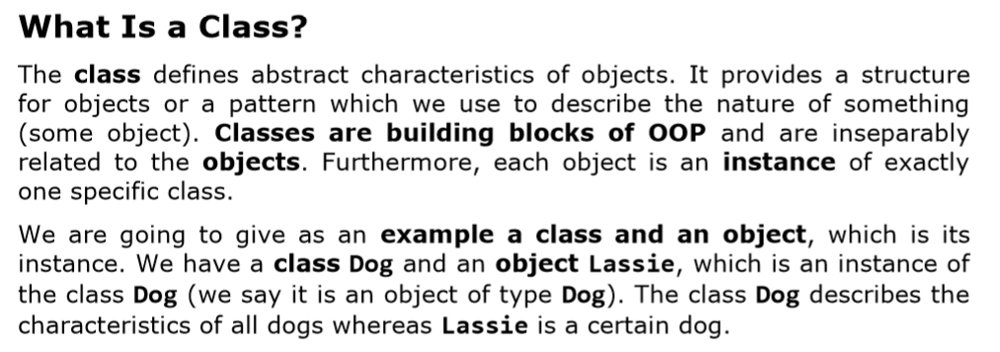 What Is a Class?
The class defines abstract characteristics of objects. It provides a structure
for objects or a pattern which we use to describe the nature of something
(some object). Classes are building blocks of OOP and are inseparably
related to the objects. Furthermore, each object is an instance of exactly
one specific class.
We are going to give as an example a class and an object, which is its
instance. We have a class Dog and an object Lassie, which is an instance of
the class Dog (we say it is an object of type Dog). The class Dog describes the
characteristics of all dogs whereas Lassie is a certain dog.